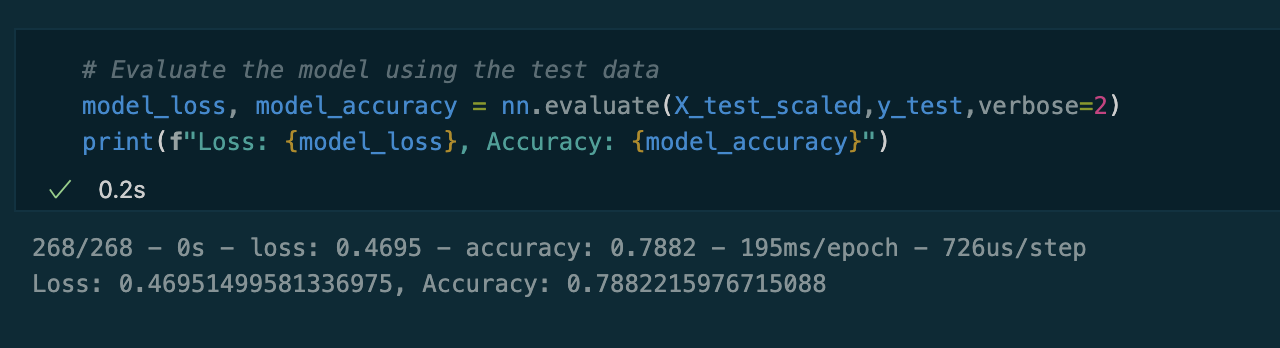 # Evaluate the model using the test data
model_loss, model_accuracy = nn.evaluate(X_test_scaled,y_test,verbose=2)
print(f"Loss: {model_loss}, Accuracy: {model_accuracy}")
✓ 0.2s
268/268 - 0s - loss: 0.4695 - accuracy: 0.7882 - 195ms/epoch - 726us/step
Loss: 0.46951499581336975, Accuracy: 0.7882215976715088